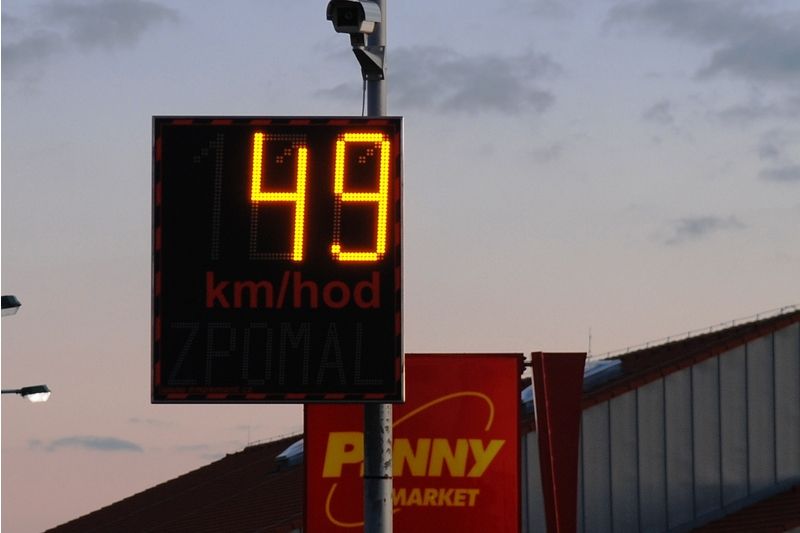 49
km/hod
ZPOMAL
PENNY
MARKET